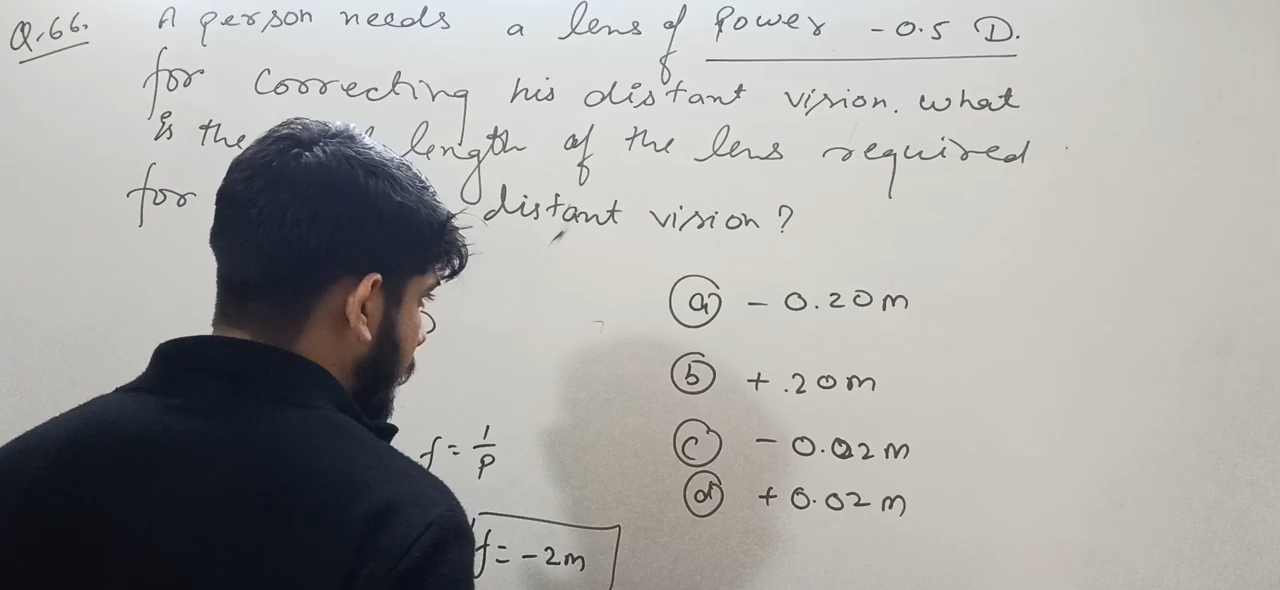 Q.66. A person needs a lens of power -0.5 D.
for correcting his distant vision. what
is the length of the lens required
for distant vision?
(a) - 0.20m
(b) + .20m
f = 1/P
(c) - 0.02m
(d) + 0.02m
f = -2m